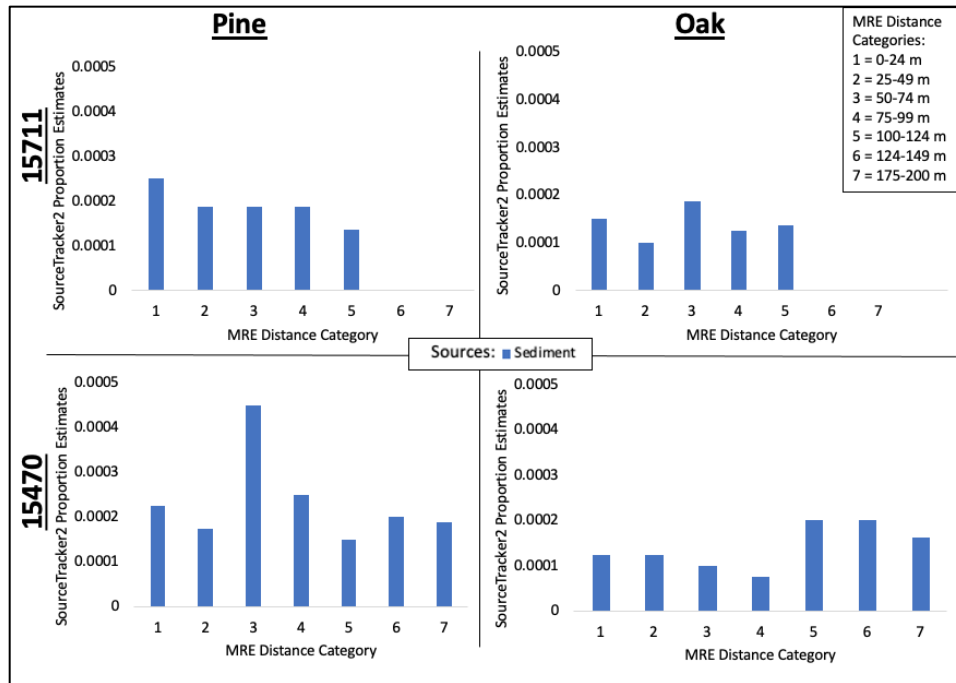 Pine
Oak
MRE Distance
Categories:
1 = 0-24 m
2 = 25-49 m
3 = 50-74 m
4 = 75-99 m
5 = 100-124 m
6 = 124-149 m
7 = 175-200 m
15711
SourceTracker2 Proportion Estimates
0.0005
0.0004
0.0003
0.0002
0.0001
0
1 2 3 4 5 6 7
MRE Distance Category
SourceTracker2 Proportion Estimates
0.0005
0.0004
0.0003
0.0002
0.0001
0
1 2 3 4 5 6 7
MRE Distance Category
Sources: Sediment
15470
SourceTracker2 Proportion Estimates
0.0005
0.0004
0.0003
0.0002
0.0001
0
1 2 3 4 5 6 7
MRE Distance Category
SourceTracker2 Proportion Estimates
0.0005
0.0004
0.0003
0.0002
0.0001
0
1 2 3 4 5 6 7
MRE Distance Category